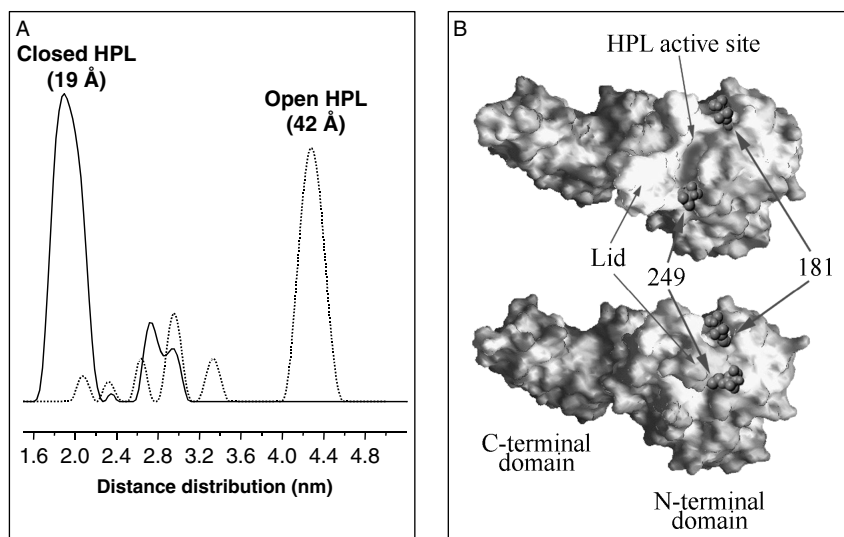 A
Closed HPL
(19 Å)
Open HPL
(42 Å)
1.6 2.0 2.4 2.8 3.2 3.6 4.0 4.4 4.8
Distance distribution (nm)
B
HPL active site
Lid
249
181
C-terminal
domain
N-terminal
domain